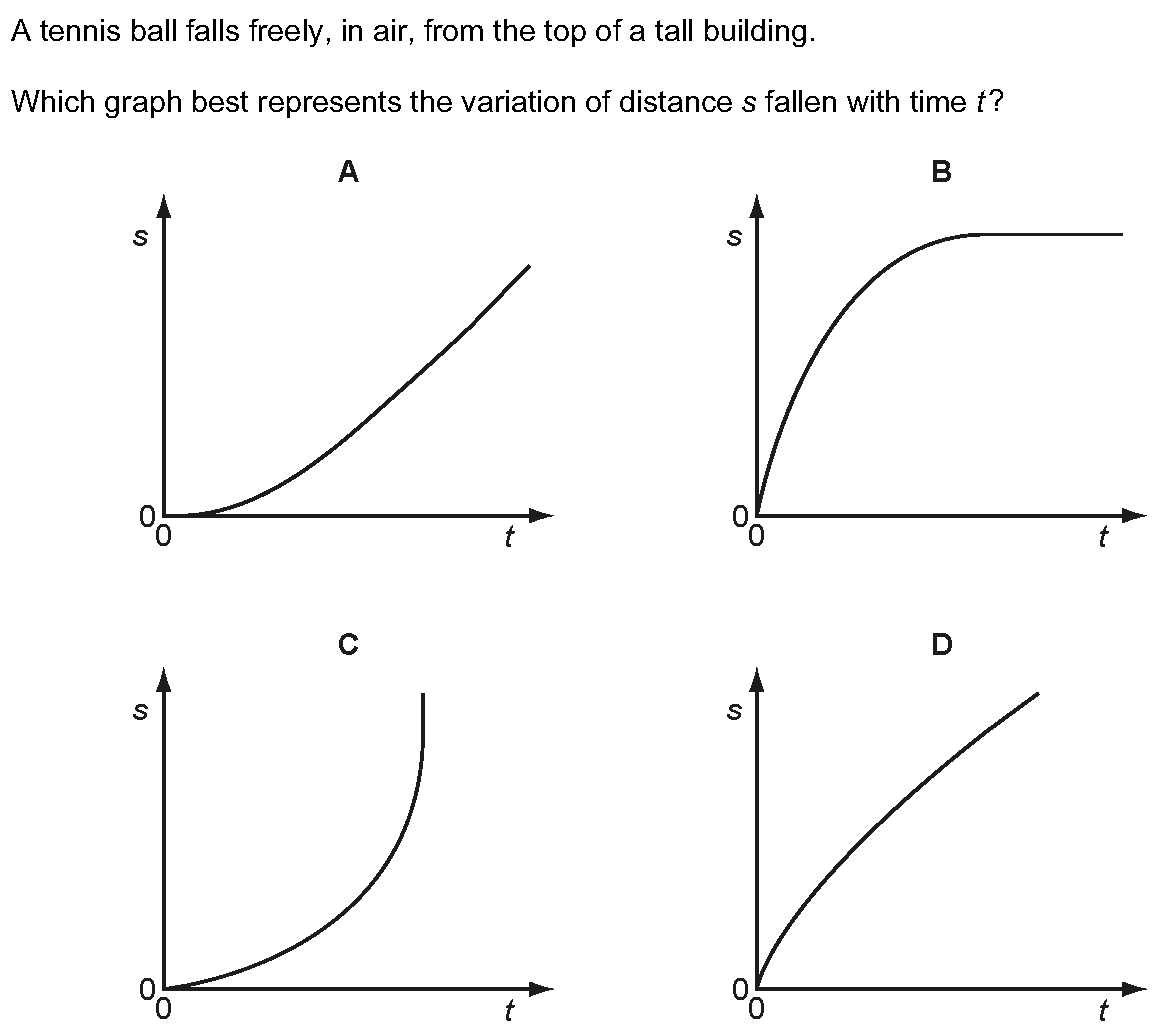 A tennis ball falls freely, in air, from the top of a tall building.
Which graph best represents the variation of distance s fallen with time t?
A
s
0
0
t
B
s
0
0
t
C
s
0
0
t
D
s
0
0
t